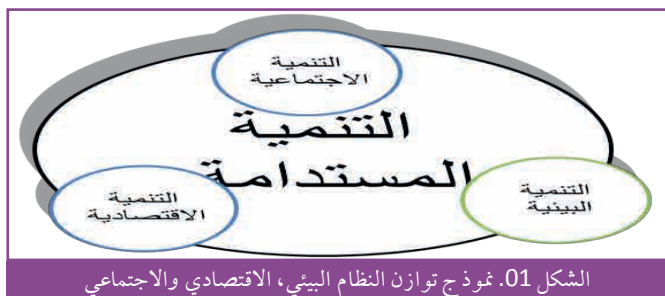 التنمية
الاجتماعية
التنمية
المستدامة
التنمية
البيئية
التنمية
الاقتصادية
الشكل 01. نموذج توازن النظام البيئي، الاقتصادي والاجتماعي